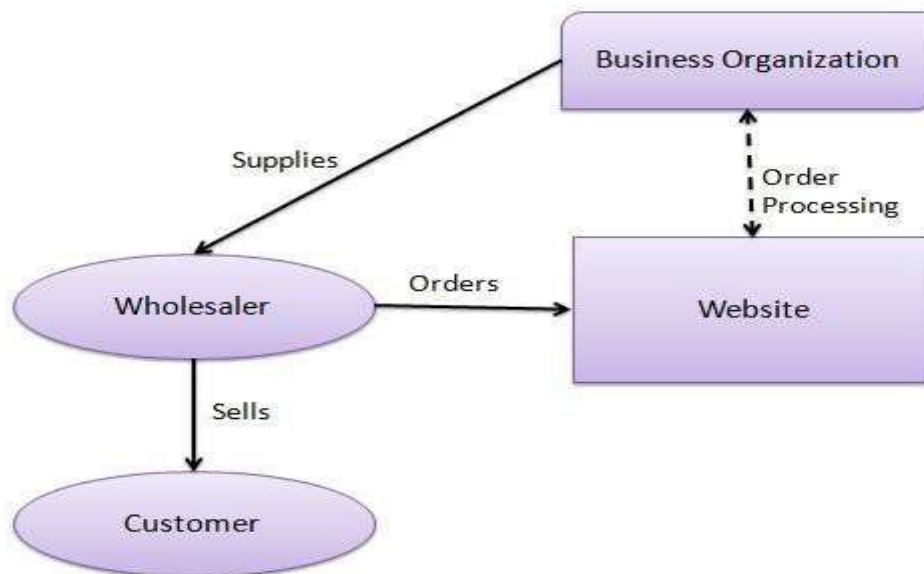 Business Organization
Supplies
Order
Processing
Wholesaler
Orders
Website
Sells
Customer